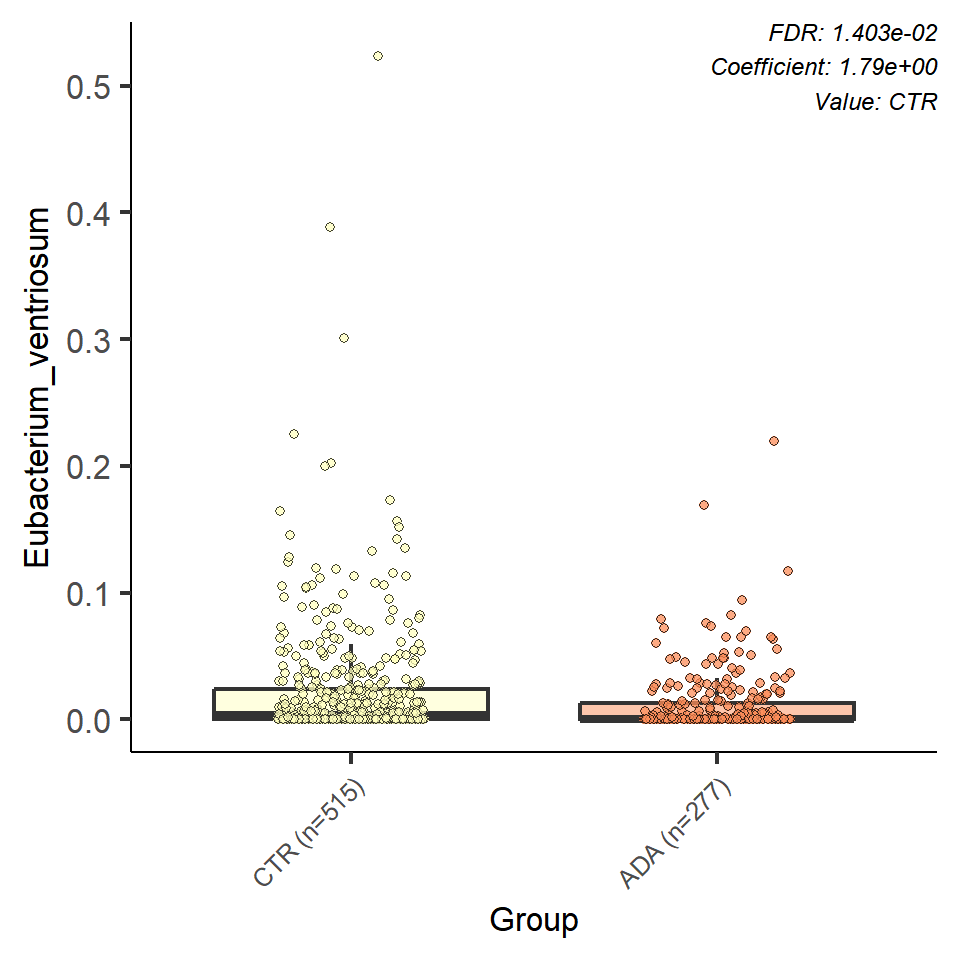 FDR: 1.403e-02
Coefficient: 1.79e+00
Value: CTR
Eubacterium_ventriosum
0.5
0.4
0.3
0.2
0.1
0.0
CTR (n=515)
ADA (n=277)
Group